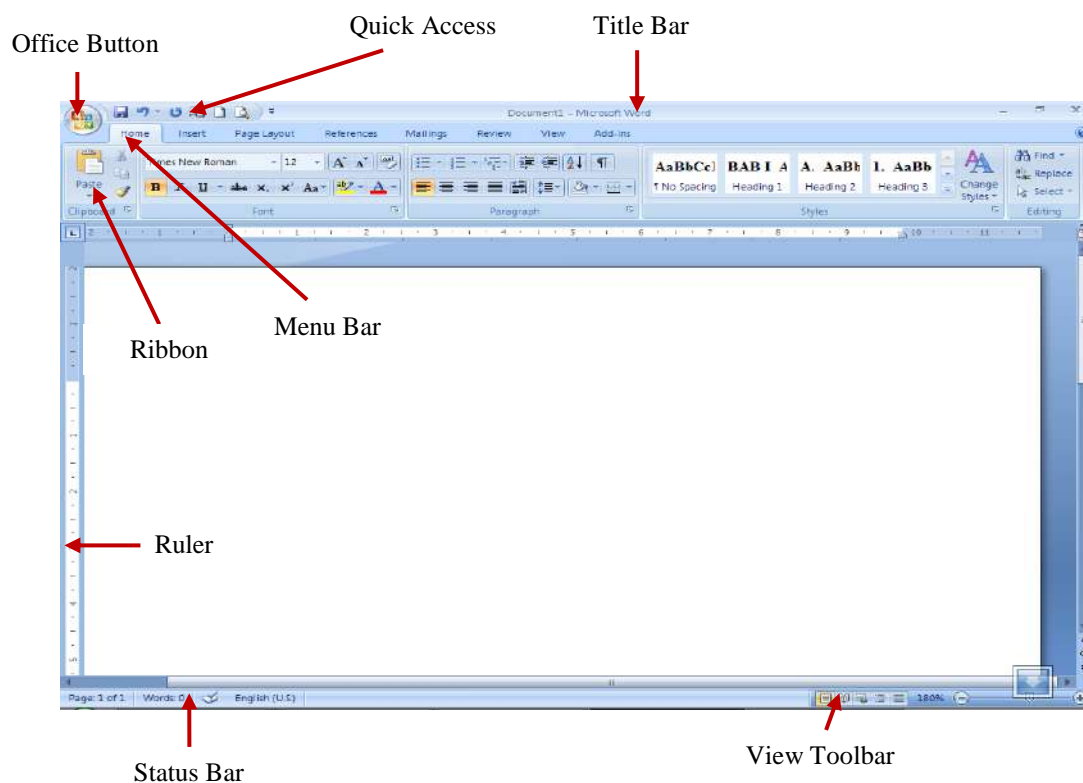 Quick Access
Title Bar
Office Button
Document1 - Microsoft Word
Home Insert Page Layout References Mailings Review View Add-Ins
Times New Roman 12 A A
AaBbCcI BAB I A A. AaBb I. AaBb
Find
Replace
Select
Paste
B I U abc x, x' Aa A
¶ No Spacing Heading 1 Heading 2 Heading 3
Change
Styles
Clipboard Font Paragraph Styles Editing
Menu Bar
Ribbon
Ruler
Page: 1 of 1 Words: 0 English (U.S) 180%
View Toolbar
Status Bar